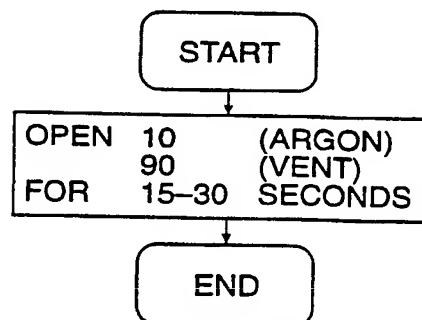 START
OPEN 10 (ARGON)
90 (VENT)
FOR 15–30 SECONDS
END